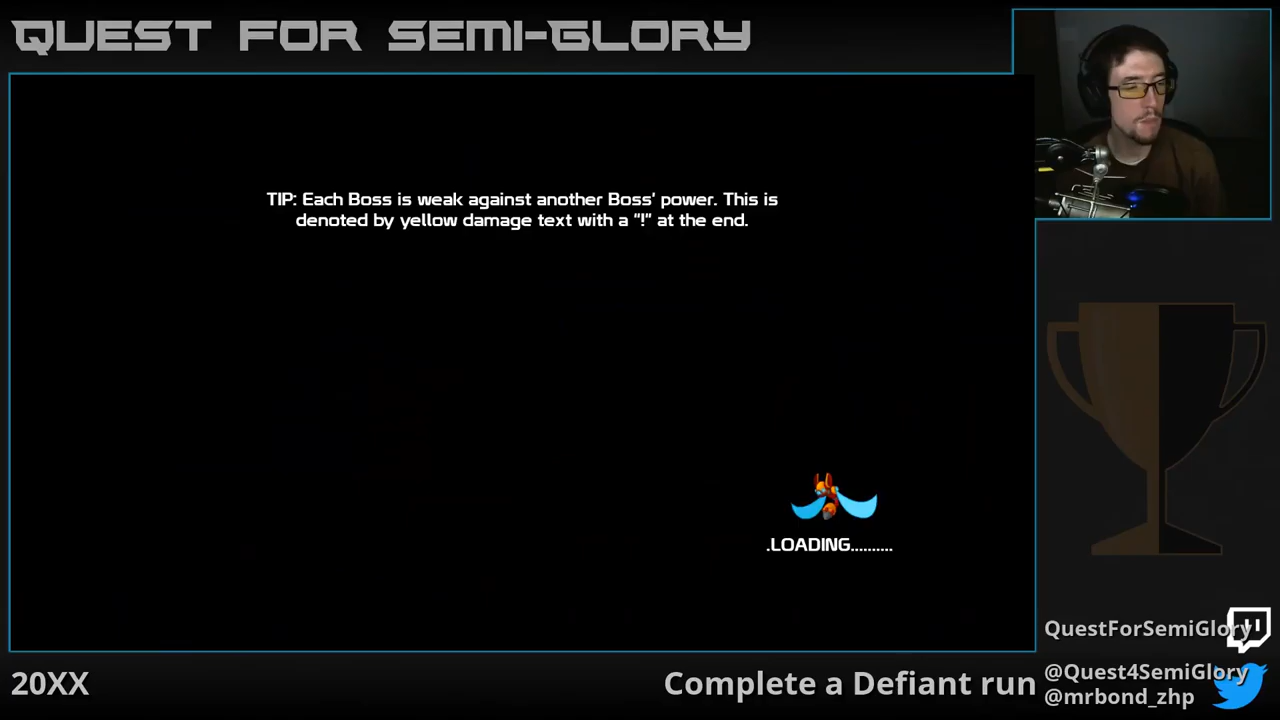 QUEST FOR SEMI-GLORY
TIP: Each Boss is weak against another Boss' power. This is
denoted by yellow damage text with a "!" at the end.
.LOADING..........
QuestForSemiGlory
@Quest4SemiGlory
@mrbond_zhp
20XX
Complete a Defiant run